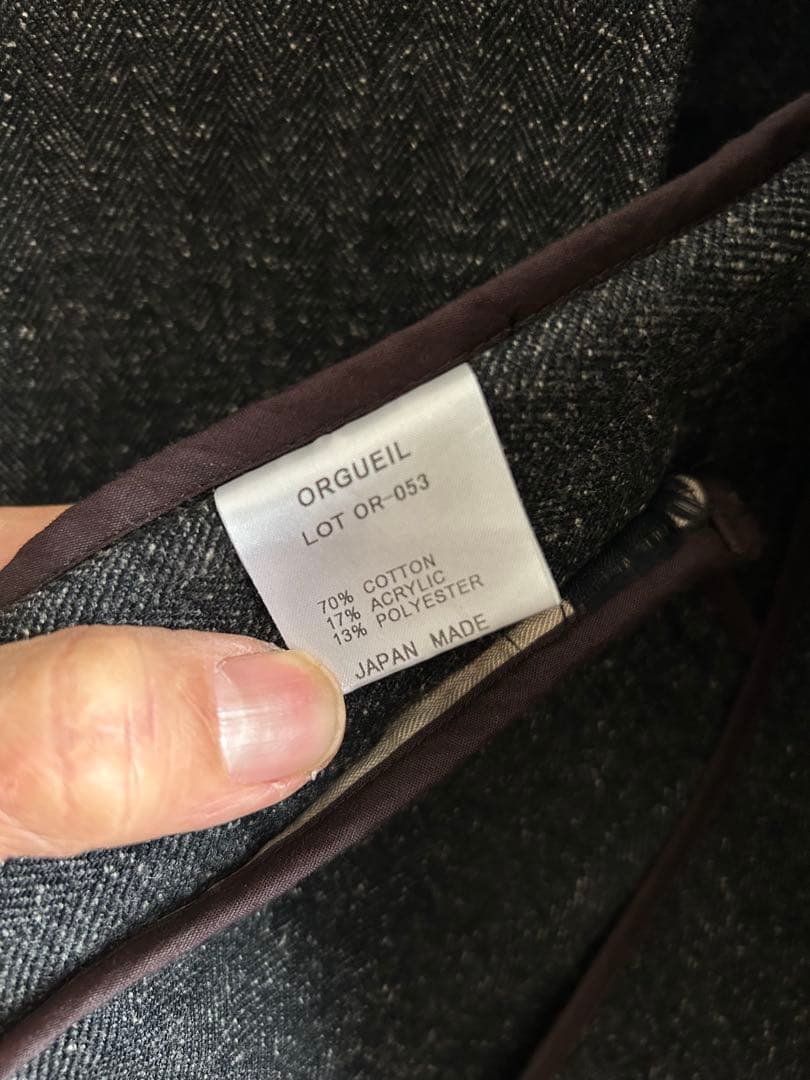 ORGUEIL
LOT OR-053
70% COTTON
17% ACRYLIC
13% POLYESTER
JAPAN MADE